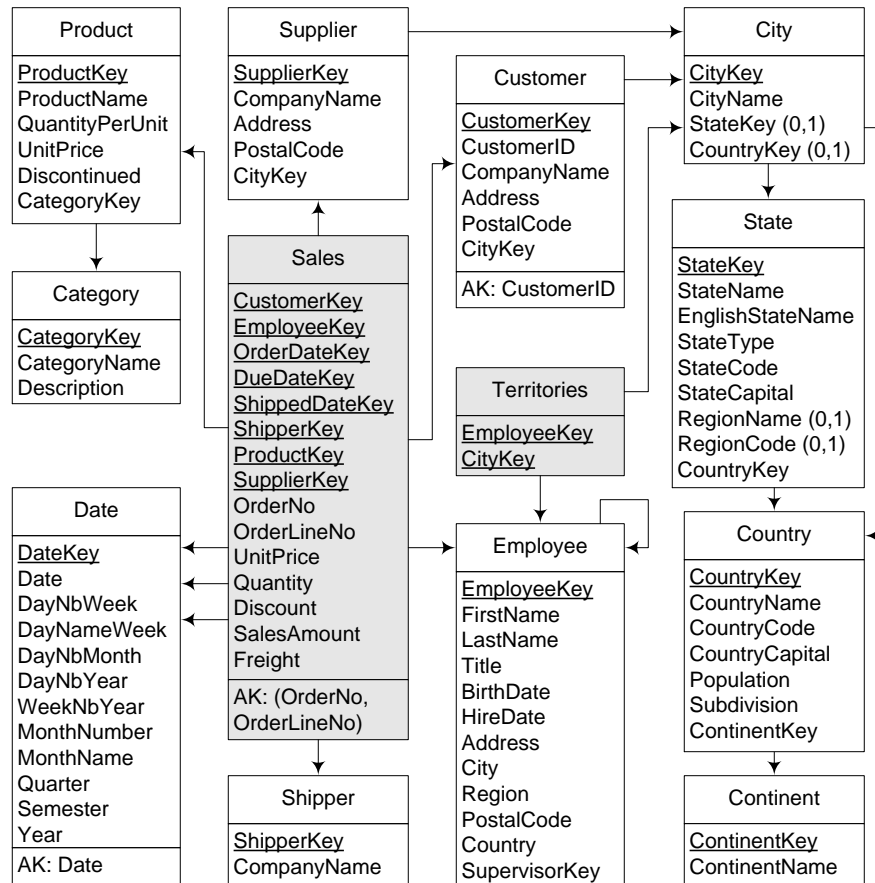 Product
ProductKey
ProductName
QuantityPerUnit
UnitPrice
Discontinued
CategoryKey
Supplier
SupplierKey
CompanyName
Address
PostalCode
CityKey
Customer
CustomerKey
CustomerID
CompanyName
Address
PostalCode
CityKey
AK: CustomerID
City
CityKey
CityName
StateKey (0,1)
CountryKey (0,1)
State
StateKey
StateName
EnglishStateName
StateType
StateCode
StateCapital
RegionName (0,1)
RegionCode (0,1)
CountryKey
Category
CategoryKey
CategoryName
Description
Sales
CustomerKey
EmployeeKey
OrderDateKey
DueDateKey
ShippedDateKey
ShipperKey
ProductKey
SupplierKey
OrderNo
OrderLineNo
UnitPrice
Quantity
Discount
SalesAmount
Freight
AK: (OrderNo,
OrderLineNo)
Territories
EmployeeKey
CityKey
Date
DateKey
Date
DayNbWeek
DayNameWeek
DayNbMonth
DayNbYear
WeekNbYear
MonthNumber
MonthName
Quarter
Semester
Year
AK: Date
Employee
EmployeeKey
FirstName
LastName
Title
BirthDate
HireDate
Address
City
Region
PostalCode
Country
SupervisorKey
Country
CountryKey
CountryName
CountryCode
CountryCapital
Population
Subdivision
ContinentKey
Shipper
ShipperKey
CompanyName
Continent
ContinentKey
ContinentName